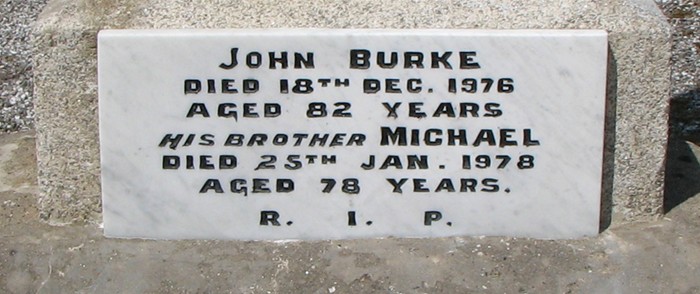 JOHN BURKE
DIED 18TH DEC. 1976
AGED 82 YEARS
HIS BROTHER MICHAEL
DIED 25TH JAN. 1978
AGED 78 YEARS.
R. I. P.